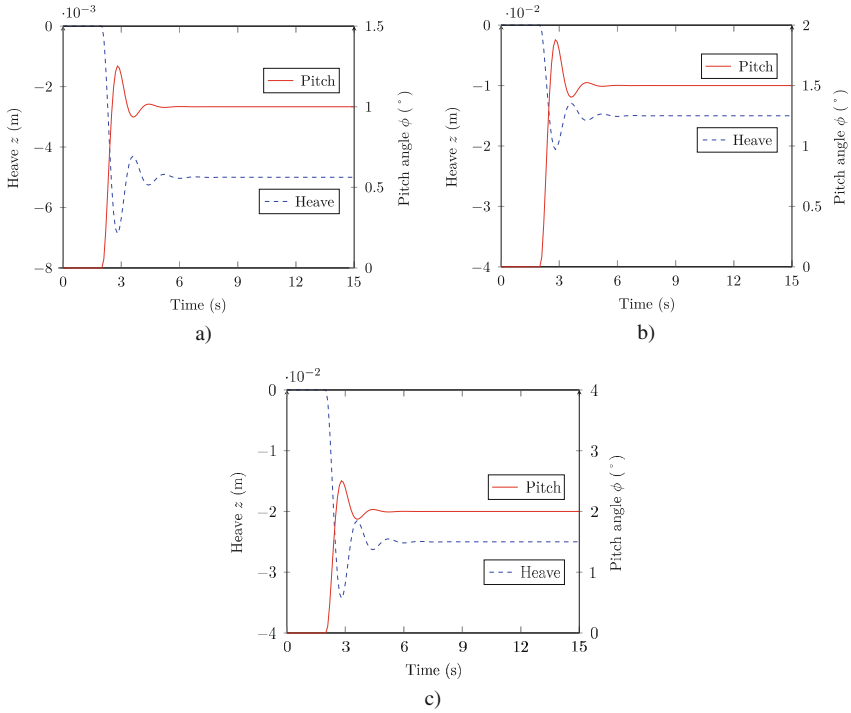 ·10⁻³
0
−2
−4
−6
−8
Heave z (m)
0 3 6 9 12 15
Time (s)
1.5
1
0.5
0
Pitch angle ϕ (°)
Pitch
Heave
a)
·10⁻²
0
−1
−2
−3
−4
Heave z (m)
0 3 6 9 12 15
Time (s)
2
1.5
1
0.5
0
Pitch angle ϕ (°)
Pitch
Heave
b)
·10⁻²
0
−1
−2
−3
−4
Heave z (m)
0 3 6 9 12 15
Time (s)
4
3
2
1
0
Pitch angle ϕ (°)
Pitch
Heave
c)